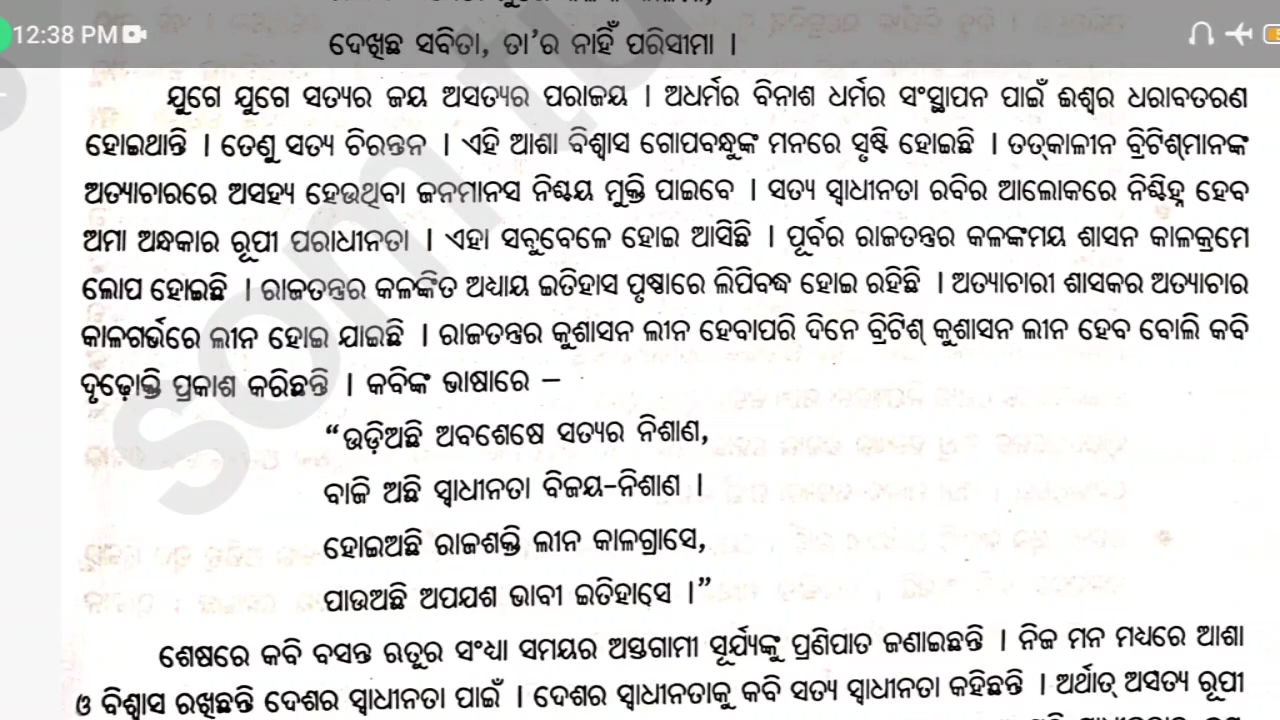 12:38 PM
ଦେଖିଛ ସବିତା, ତା’ର ନାହିଁ ପରିସୀମା ।
ଯୁଗେ ଯୁଗେ ସତ୍ୟର ଜୟ ଅସତ୍ୟର ପରାଜୟ । ଅଧର୍ମର ବିନାଶ ଧର୍ମର ସଂସ୍ଥାପନ ପାଇଁ ଈଶ୍ୱର ଧରାବତରଣ
ହୋଇଥାନ୍ତି । ତେଣୁ ସତ୍ୟ ଚିରନ୍ତନ । ଏହି ଆଶା ବିଶ୍ୱାସ ଗୋପବନ୍ଧୁଙ୍କ ମନରେ ସୃଷ୍ଟି ହୋଇଛି । ତତ୍‌କାଳୀନ ବ୍ରିଟିଶ୍‌ମାନଙ୍କ
ଅତ୍ୟାଚାରରେ ଅସହ୍ୟ ହେଉଥିବା ଜନମାନସ ନିଶ୍ଚୟ ମୁକ୍ତି ପାଇବେ । ସତ୍ୟ ସ୍ୱାଧୀନତା ରବିର ଆଲୋକରେ ନିଶ୍ଚିହ୍ନ ହେବ
ଅମା ଅନ୍ଧକାର ରୂପୀ ପରାଧୀନତା । ଏହା ସବୁବେଳେ ହୋଇ ଆସିଛି । ପୂର୍ବର ରାଜତନ୍ତ୍ରର କଳଙ୍କମୟ ଶାସନ କାଳକ୍ରମେ
ଲୋପ ହୋଇଛି । ରାଜତନ୍ତ୍ରର କଳଙ୍କିତ ଅଧ୍ୟାୟ ଇତିହାସ ପୃଷ୍ଠାରେ ଲିପିବଦ୍ଧ ହୋଇ ରହିଛି । ଅତ୍ୟାଚାରୀ ଶାସକର ଅତ୍ୟାଚାର
କାଳଗର୍ଭରେ ଲୀନ ହୋଇ ଯାଇଛି । ରାଜତନ୍ତ୍ରର କୁଶାସନ ଲୀନ ହେବାପରି ଦିନେ ବ୍ରିଟିଶ୍ କୁଶାସନ ଲୀନ ହେବ ବୋଲି କବି
ଦୃଢ଼ୋକ୍ତି ପ୍ରକାଶ କରିଛନ୍ତି । କବିଙ୍କ ଭାଷାରେ –
“ଉଡ଼ିଅଛି ଅବଶେଷେ ସତ୍ୟର ନିଶାଣ,
ବାଜି ଅଛି ସ୍ୱାଧୀନତା ବିଜୟ-ନିଶାଣ ।
ହୋଇଅଛି ରାଜଶକ୍ତି ଲୀନ କାଳଗ୍ରାସେ,
ପାଉଅଛି ଅପଯଶ ଭାବୀ ଇତିହାସେ ।”
ଶେଷରେ କବି ବସନ୍ତ ଋତୁର ସଂଧ୍ୟା ସମୟର ଅସ୍ତଗାମୀ ସୂର୍ଯ୍ୟଙ୍କୁ ପ୍ରଣିପାତ ଜଣାଇଛନ୍ତି । ନିଜ ମନ ମଧ୍ୟରେ ଆଶା
ଓ ବିଶ୍ୱାସ ରଖିଛନ୍ତି ଦେଶର ସ୍ୱାଧୀନତା ପାଇଁ । ଦେଶର ସ୍ୱାଧୀନତାକୁ କବି ସତ୍ୟ ସ୍ୱାଧୀନତା କହିଛନ୍ତି । ଅର୍ଥାତ୍ ଅସତ୍ୟ ରୂପୀ